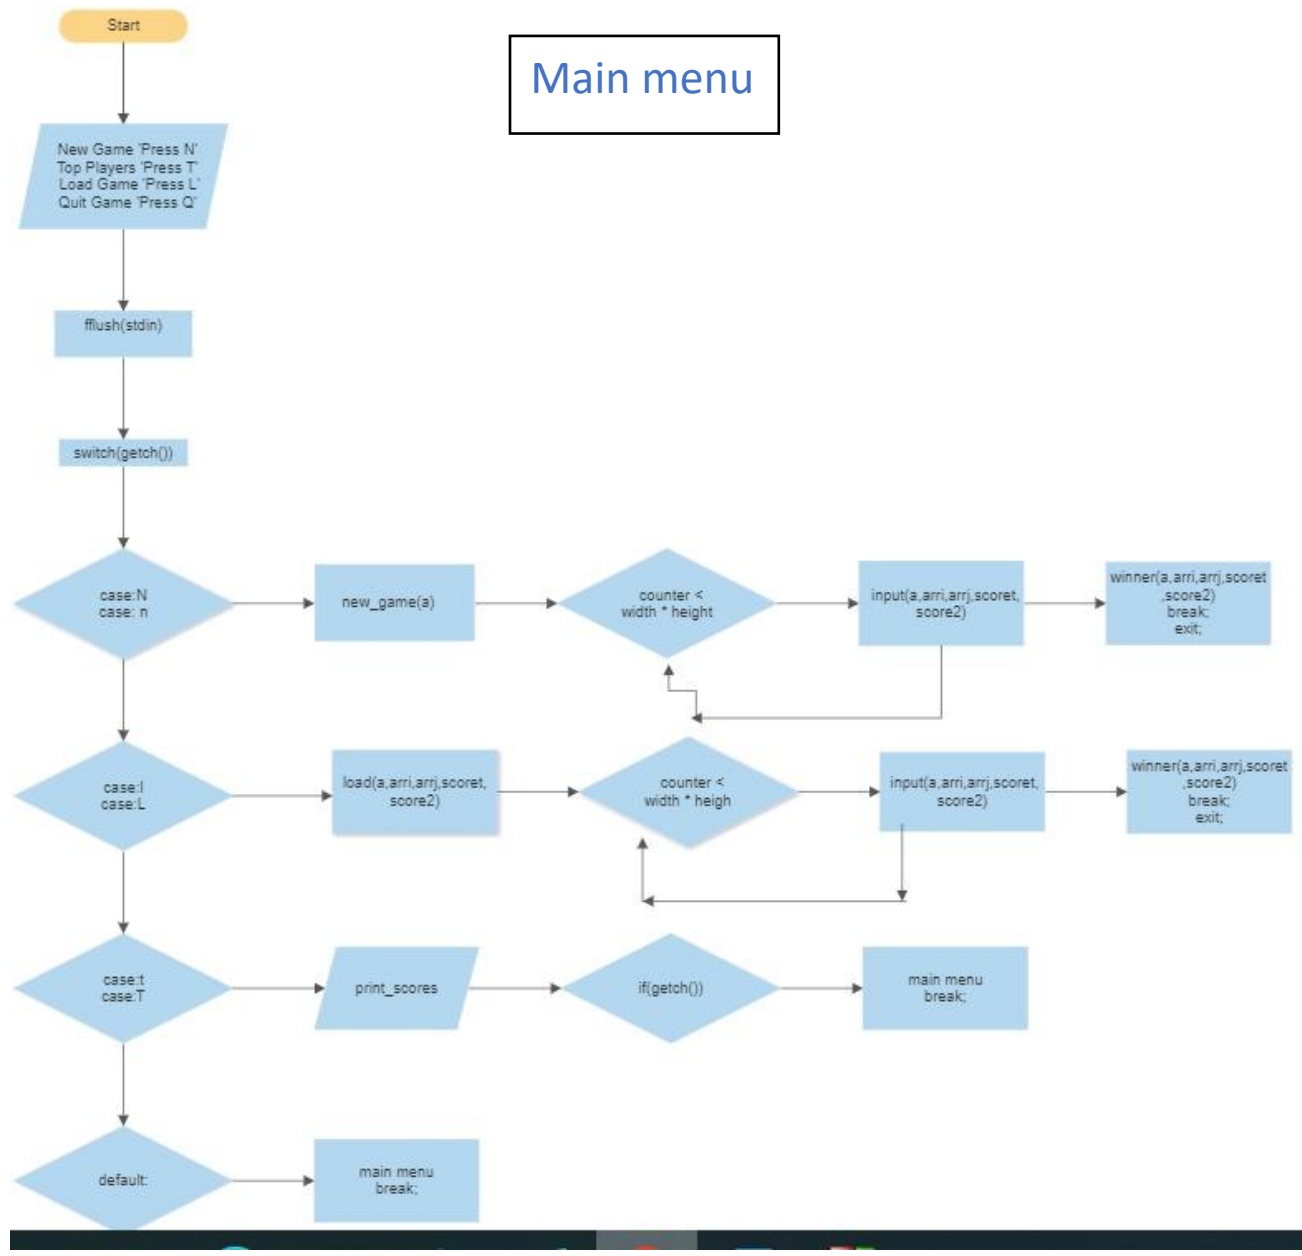 Start
Main menu
New Game 'Press N'
Top Players 'Press T'
Load Game 'Press L'
Quit Game 'Press Q'
fflush(stdin)
switch(getch())
case:N
case: n
new_game(a)
counter <
width * height
input(a,arri,arrj,scoret,
score2)
winner(a,arri,arrj,scoret
,score2)
break;
exit;
case:l
case:L
load(a,arri,arrj,scoret,
score2)
counter <
width * heigh
input(a,arri,arrj,scoret,
score2)
winner(a,arri,arrj,scoret
,score2)
break;
exit;
case:t
case:T
print_scores
if(getch())
main menu
break;
default:
main menu
break;